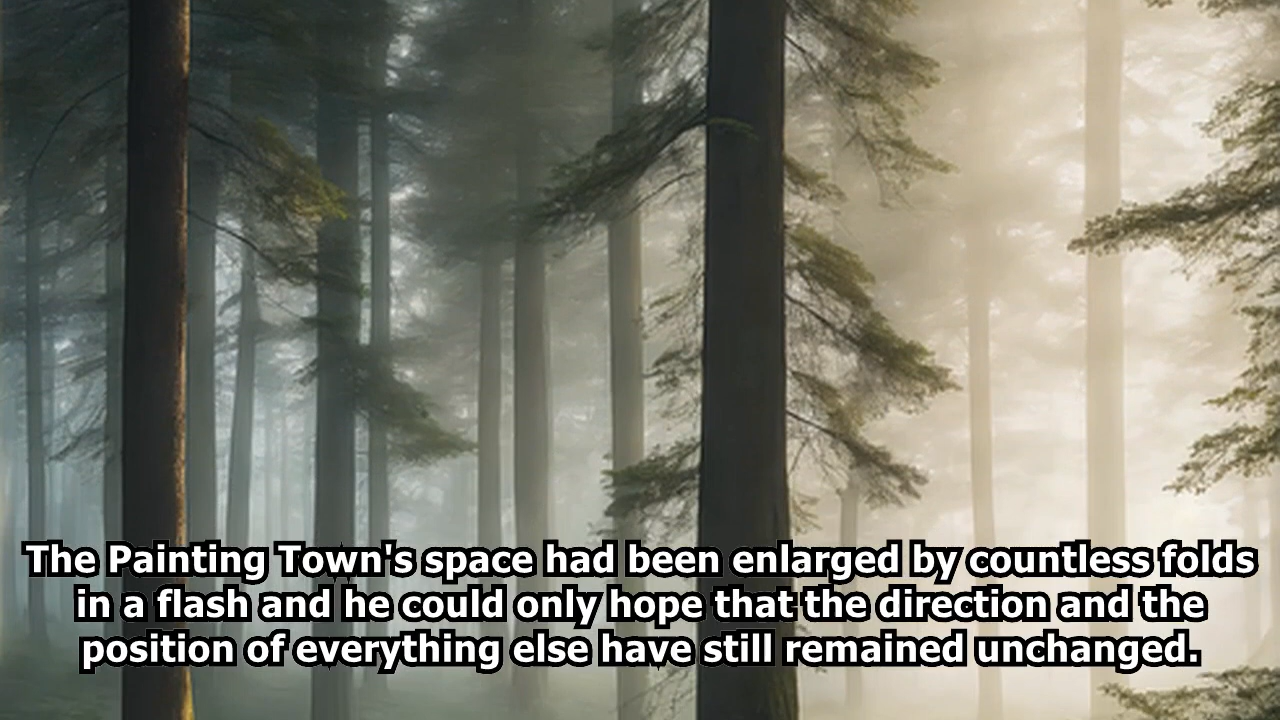 The Painting Town's space had been enlarged by countless folds
in a flash and he could only hope that the direction and the
position of everything else have still remained unchanged.